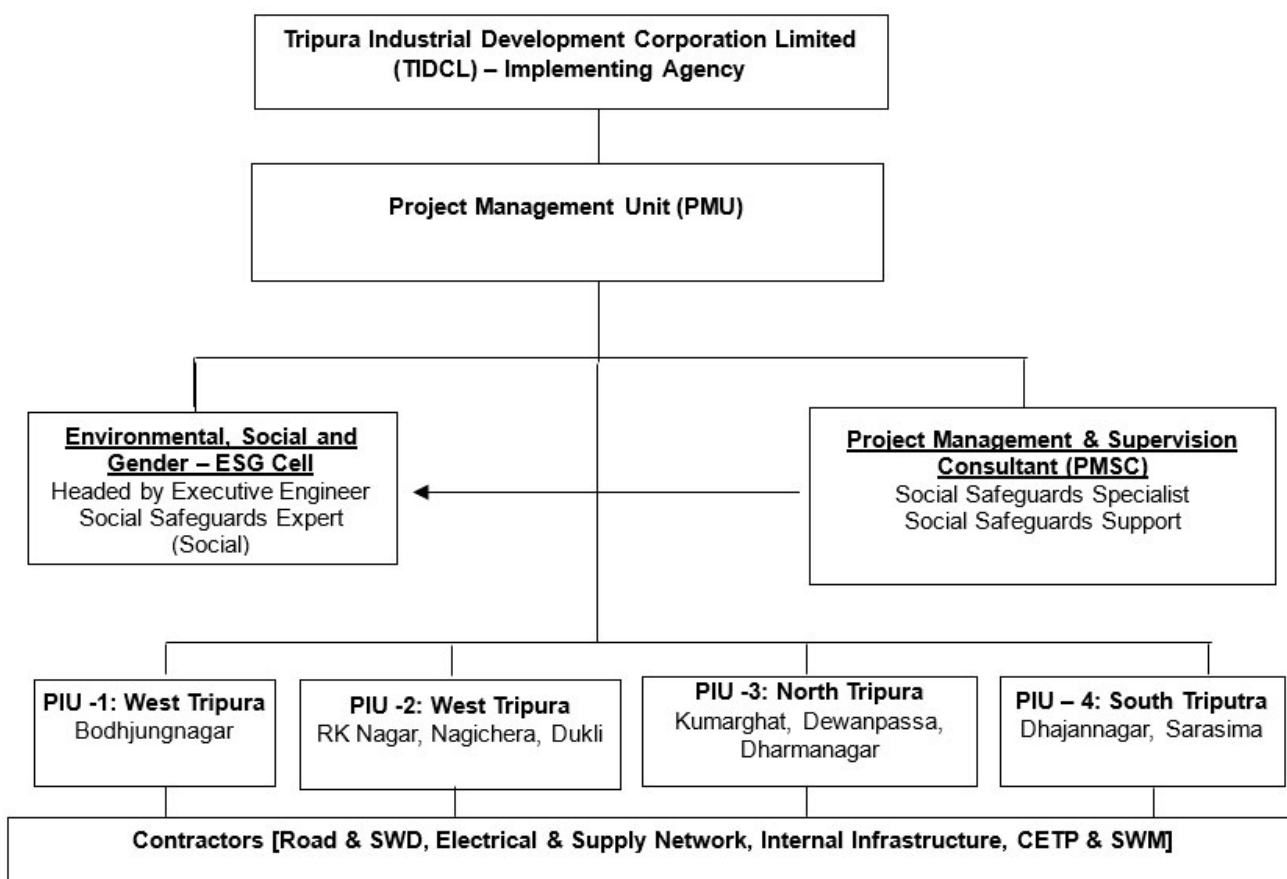 Tripura Industrial Development Corporation Limited
(TIDCL) – Implementing Agency
Project Management Unit (PMU)
Environmental, Social and
Gender – ESG Cell
Headed by Executive Engineer
Social Safeguards Expert
(Social)
Project Management & Supervision
Consultant (PMSC)
Social Safeguards Specialist
Social Safeguards Support
PIU -1: West Tripura
Bodhjungnagar
PIU -2: West Tripura
RK Nagar, Nagichera, Dukli
PIU -3: North Tripura
Kumarghat, Dewanpassa,
Dharmanagar
PIU – 4: South Triputra
Dhajannagar, Sarasima
Contractors [Road & SWD, Electrical & Supply Network, Internal Infrastructure, CETP & SWM]